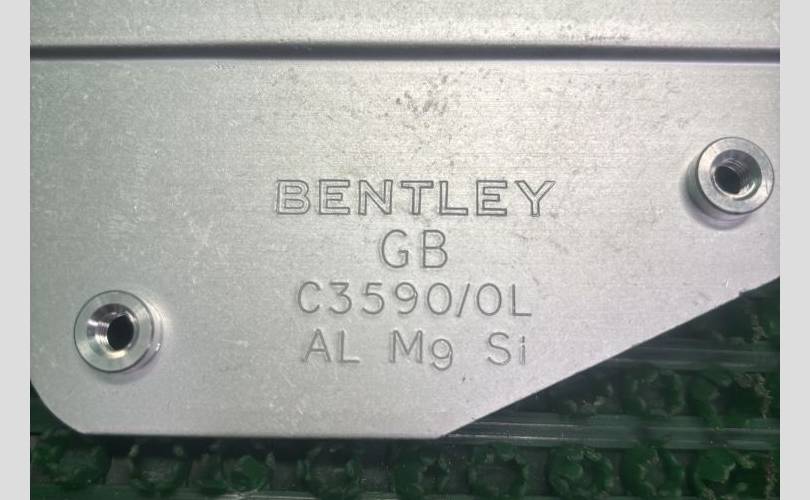 BENTLEY
GB
C3590/0L
AL Mg Si